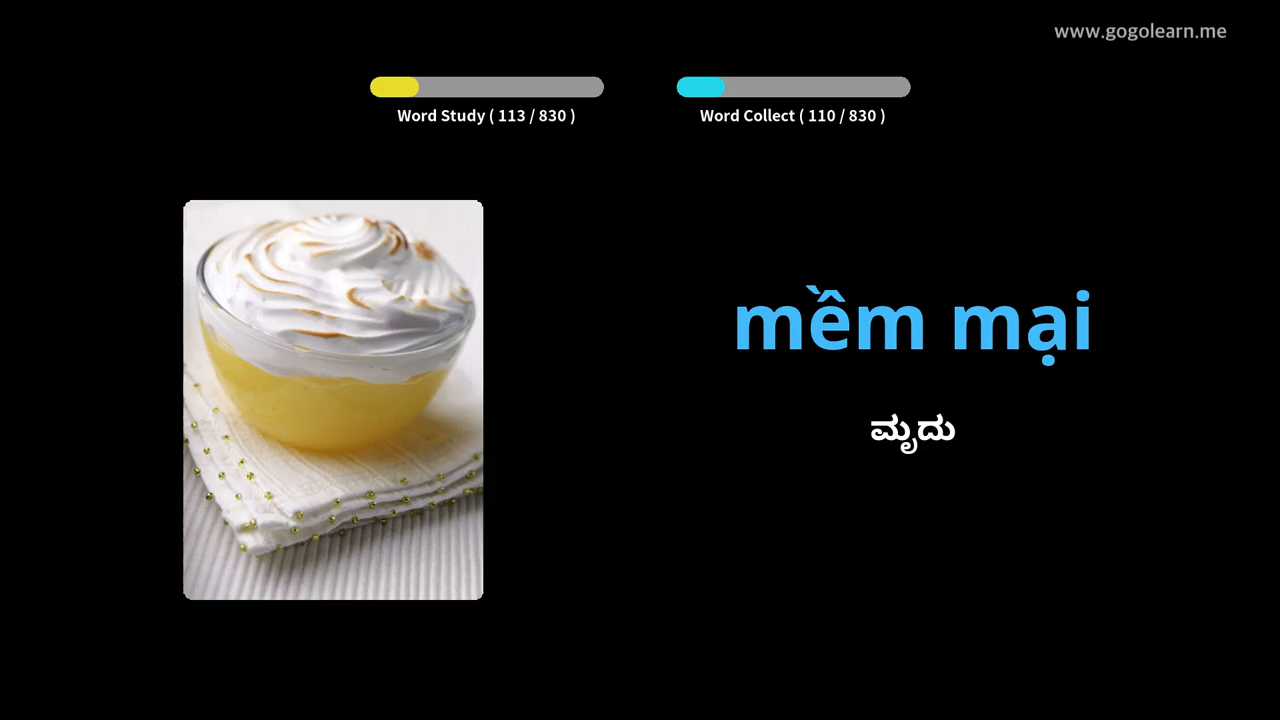 www.gogolearn.me
Word Study ( 113 / 830 )
Word Collect ( 110 / 830 )
mềm mại
ಮೃದು